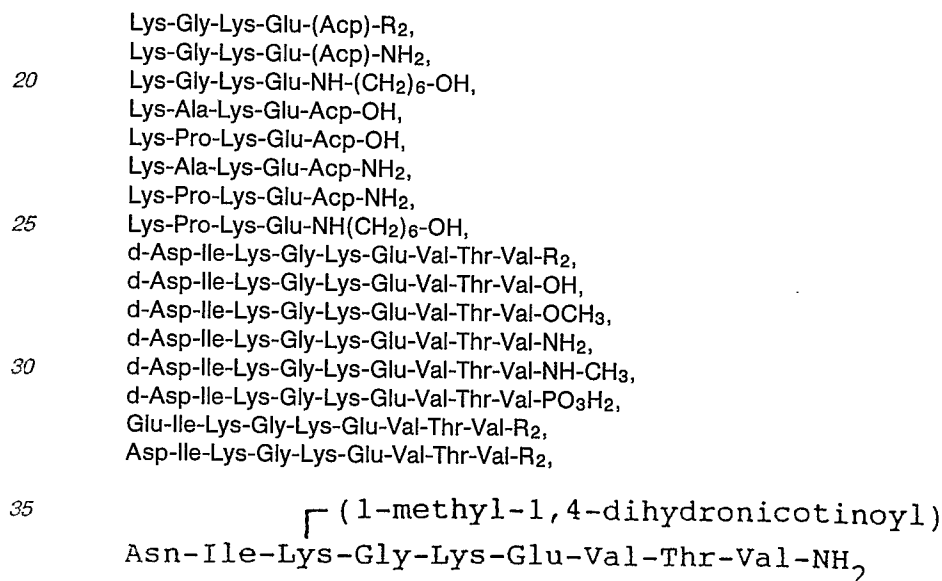 Lys-Gly-Lys-Glu-(Acp)-R2,
Lys-Gly-Lys-Glu-(Acp)-NH2,
20 Lys-Gly-Lys-Glu-NH-(CH2)6-OH,
Lys-Ala-Lys-Glu-Acp-OH,
Lys-Pro-Lys-Glu-Acp-OH,
Lys-Ala-Lys-Glu-Acp-NH2,
Lys-Pro-Lys-Glu-Acp-NH2,
25 Lys-Pro-Lys-Glu-NH(CH2)6-OH,
d-Asp-Ile-Lys-Gly-Lys-Glu-Val-Thr-Val-R2,
d-Asp-Ile-Lys-Gly-Lys-Glu-Val-Thr-Val-OH,
d-Asp-Ile-Lys-Gly-Lys-Glu-Val-Thr-Val-OCH3,
d-Asp-Ile-Lys-Gly-Lys-Glu-Val-Thr-Val-NH2,
30 d-Asp-Ile-Lys-Gly-Lys-Glu-Val-Thr-Val-NH-CH3,
d-Asp-Ile-Lys-Gly-Lys-Glu-Val-Thr-Val-PO3H2,
Glu-Ile-Lys-Gly-Lys-Glu-Val-Thr-Val-R2,
Asp-Ile-Lys-Gly-Lys-Glu-Val-Thr-Val-R2,
35 (1-methyl-1,4-dihydronicotinoyl)
Asn-Ile-Lys-Gly-Lys-Glu-Val-Thr-Val-NH2